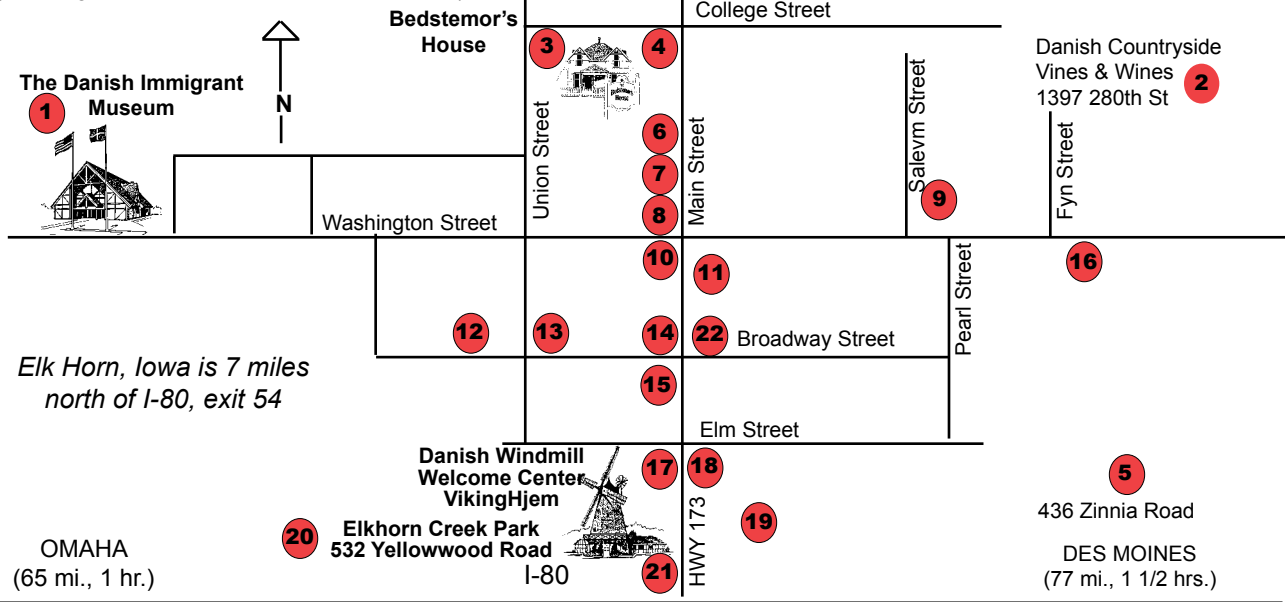 College Street
Bedstemor's
House
3
4
Danish Countryside
Vines & Wines
1397 280th St
2
The Danish Immigrant
Museum
1
N
Union Street
6
7
8
Main Street
Salevm Street
9
Fyn Street
Washington Street
10
11
16
Pearl Street
12
13
14
22
Broadway Street
Elk Horn, Iowa is 7 miles
north of I-80, exit 54
15
Elm Street
Danish Windmill
Welcome Center
VikingHjem
17
18
5
436 Zinnia Road
20
Elkhorn Creek Park
532 Yellowwood Road
19
HWY 173
OMAHA
(65 mi., 1 hr.)
I-80
21
DES MOINES
(77 mi., 1 1/2 hrs.)